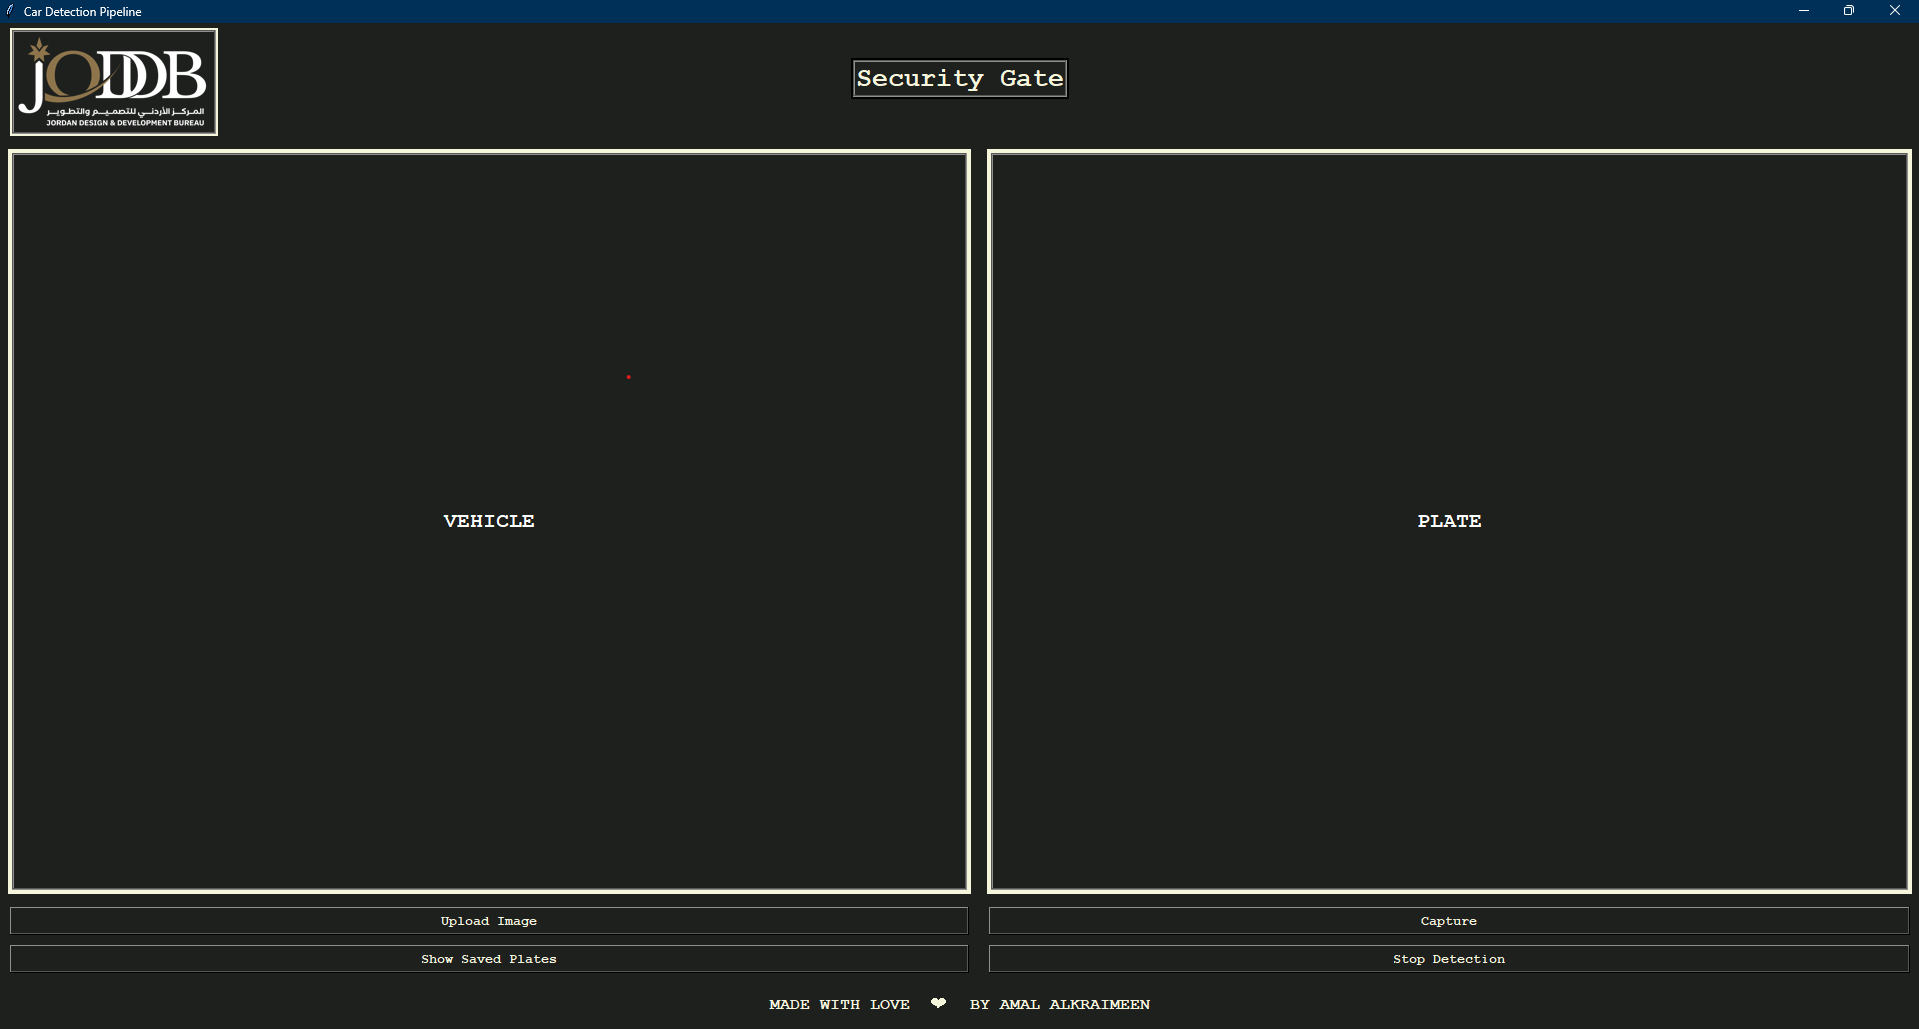 Car Detection Pipeline
JODDB
المركز الأردني للتصميم والتطوير
JORDAN DESIGN & DEVELOPMENT BUREAU
Security Gate
VEHICLE
PLATE
Upload Image
Capture
Show Saved Plates
Stop Detection
MADE WITH LOVE ❤ BY AMAL ALKRAIMEEN